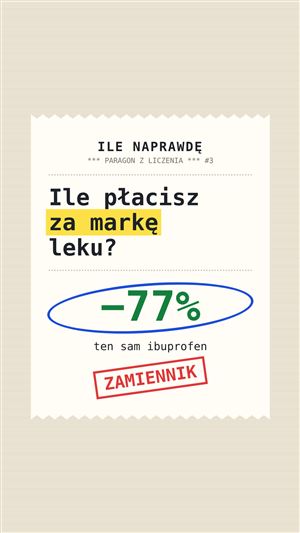 ILE NAPRAWDĘ
*** PARAGON Z LICZENIA *** #3
Ile płacisz
za markę
leku?
−77%
ten sam ibuprofen
ZAMIENNIK